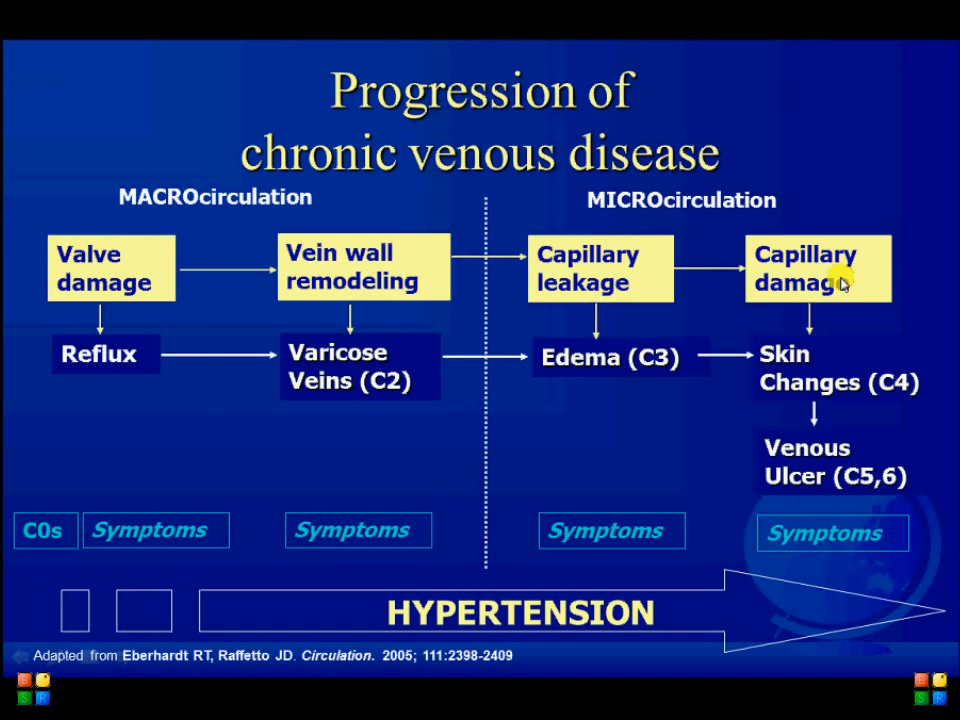 Progression of
chronic venous disease
MACROcirculation
MICROcirculation
Valve
damage
Vein wall
remodeling
Capillary
leakage
Capillary
damage
Reflux
Varicose
Veins (C2)
Edema (C3)
Skin
Changes (C4)
Venous
Ulcer (C5,6)
C0s
Symptoms
Symptoms
Symptoms
Symptoms
HYPERTENSION
Adapted from Eberhardt RT, Raffetto JD. Circulation. 2005; 111:2398-2409
B
S R
B
S R